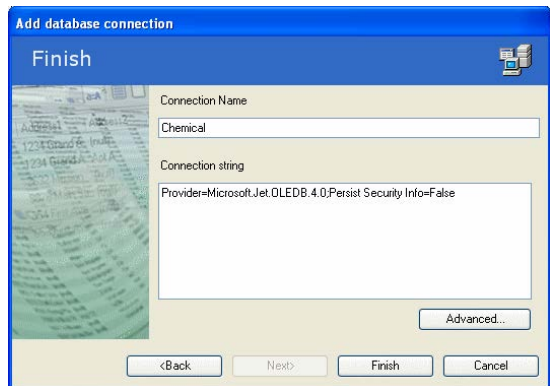 Add database connection
Finish
Connection Name
Chemical
Connection string
Provider=Microsoft.Jet.OLEDB.4.0;Persist Security Info=False
Advanced...
<Back
Next>
Finish
Cancel